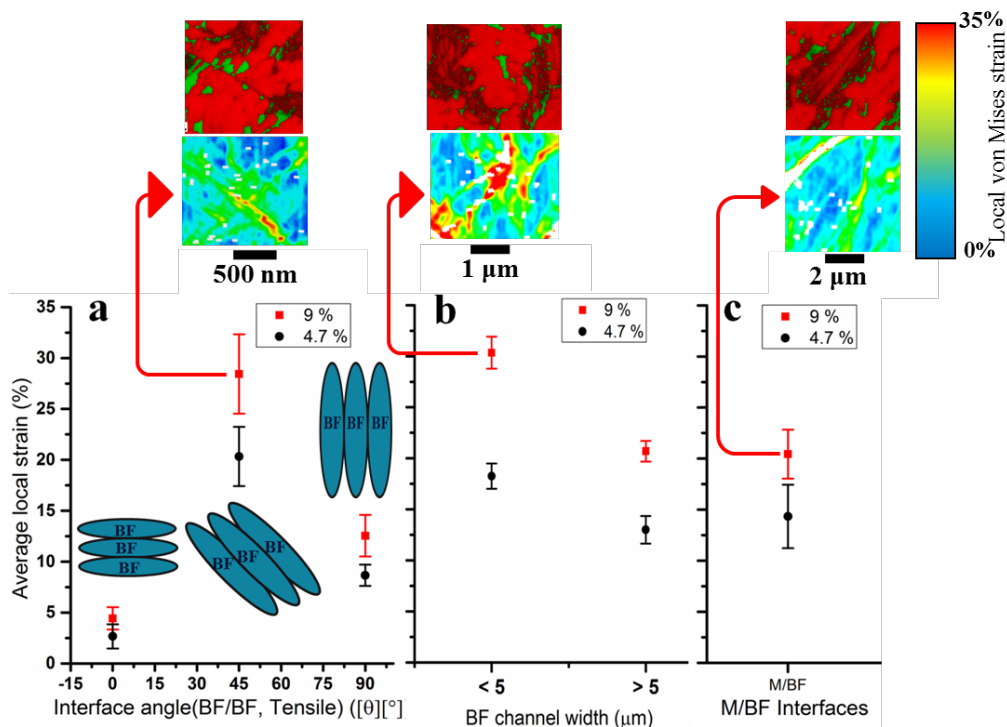 35%
Local von Mises strain
0%
500 nm
1 µm
2 µm
a
9 %
4.7 %
b
9 %
4.7 %
c
9 %
4.7 %
Average local strain (%)
35
30
25
20
15
10
5
0
BF BF BF
BF
BF
BF
BF
BF
BF
-15 0 15 30 45 60 75 90
Interface angle(BF/BF, Tensile) ([θ][°]
< 5 > 5
BF channel width (µm)
M/BF
M/BF Interfaces